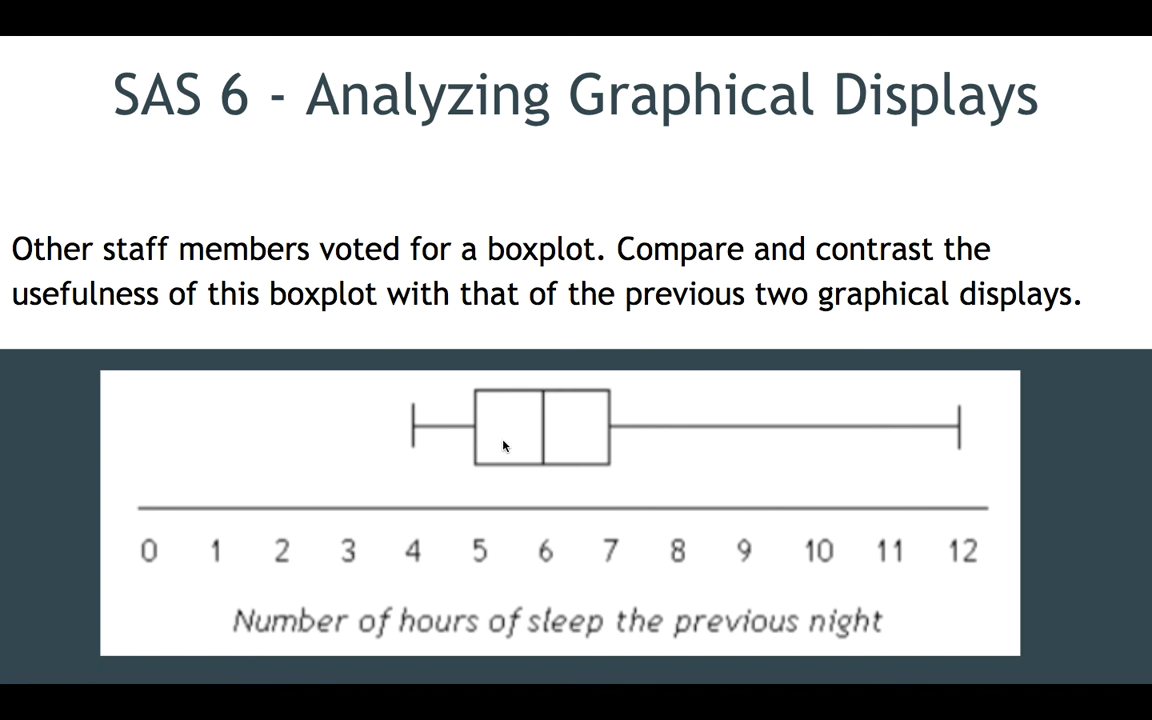 SAS 6 - Analyzing Graphical Displays
Other staff members voted for a boxplot. Compare and contrast the
usefulness of this boxplot with that of the previous two graphical displays.
0 1 2 3 4 5 6 7 8 9 10 11 12
Number of hours of sleep the previous night